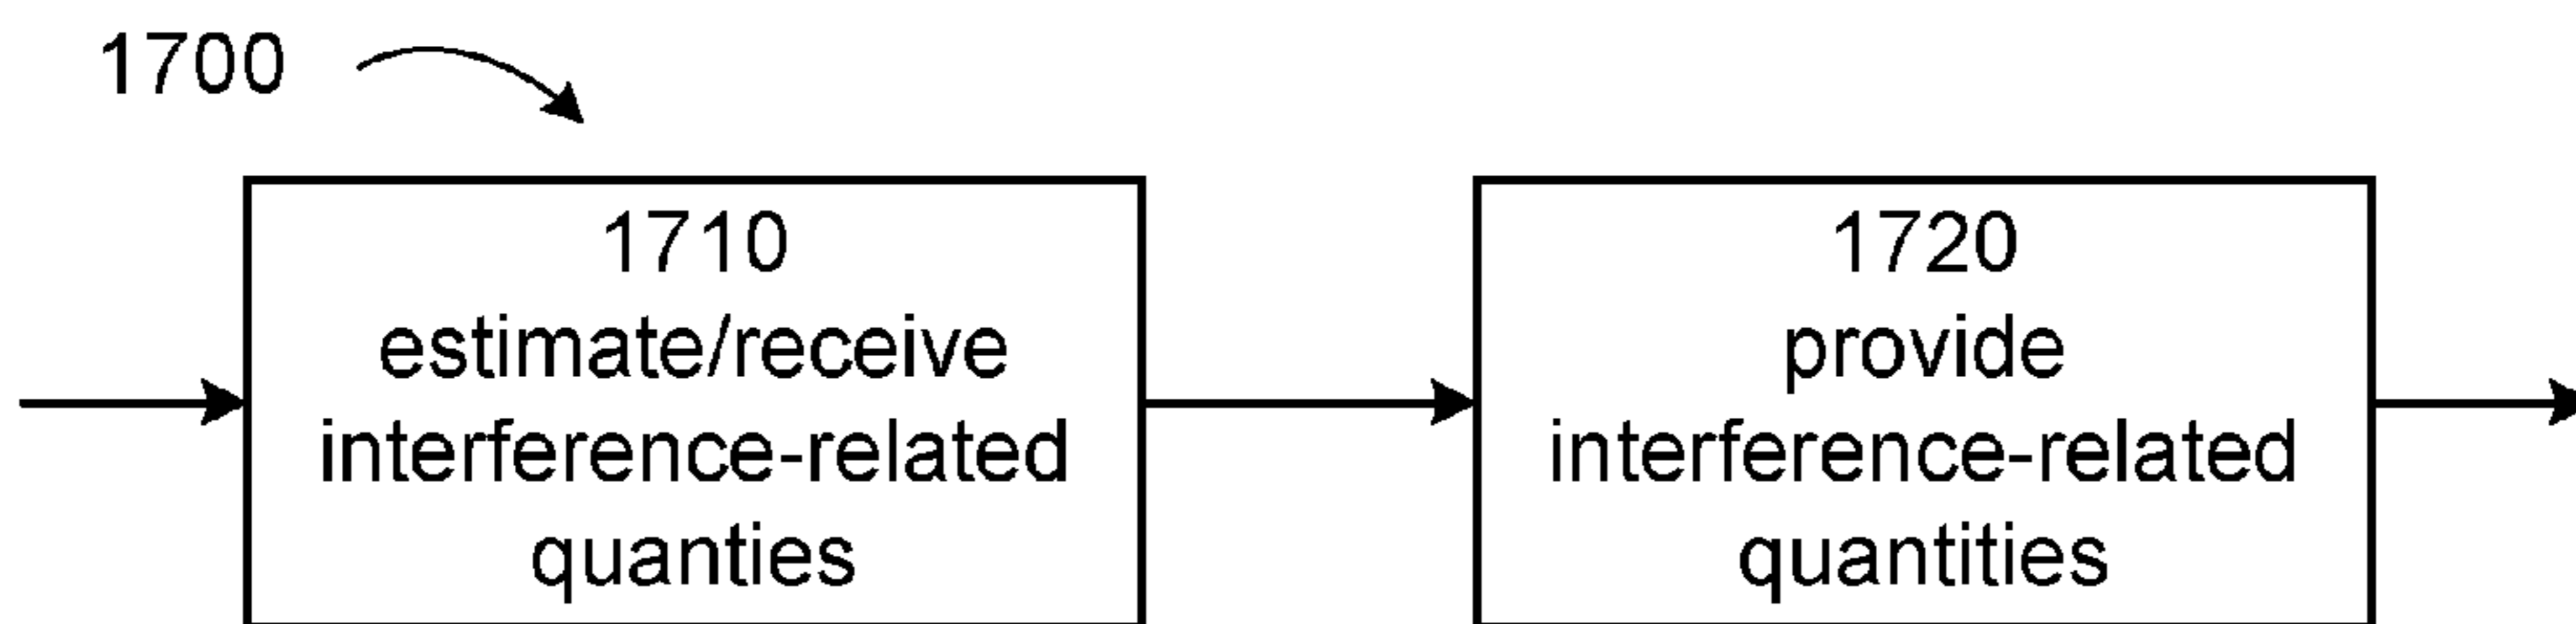 1700
1710
estimate/receive
interference-related
quanties
1720
provide
interference-related
quantities